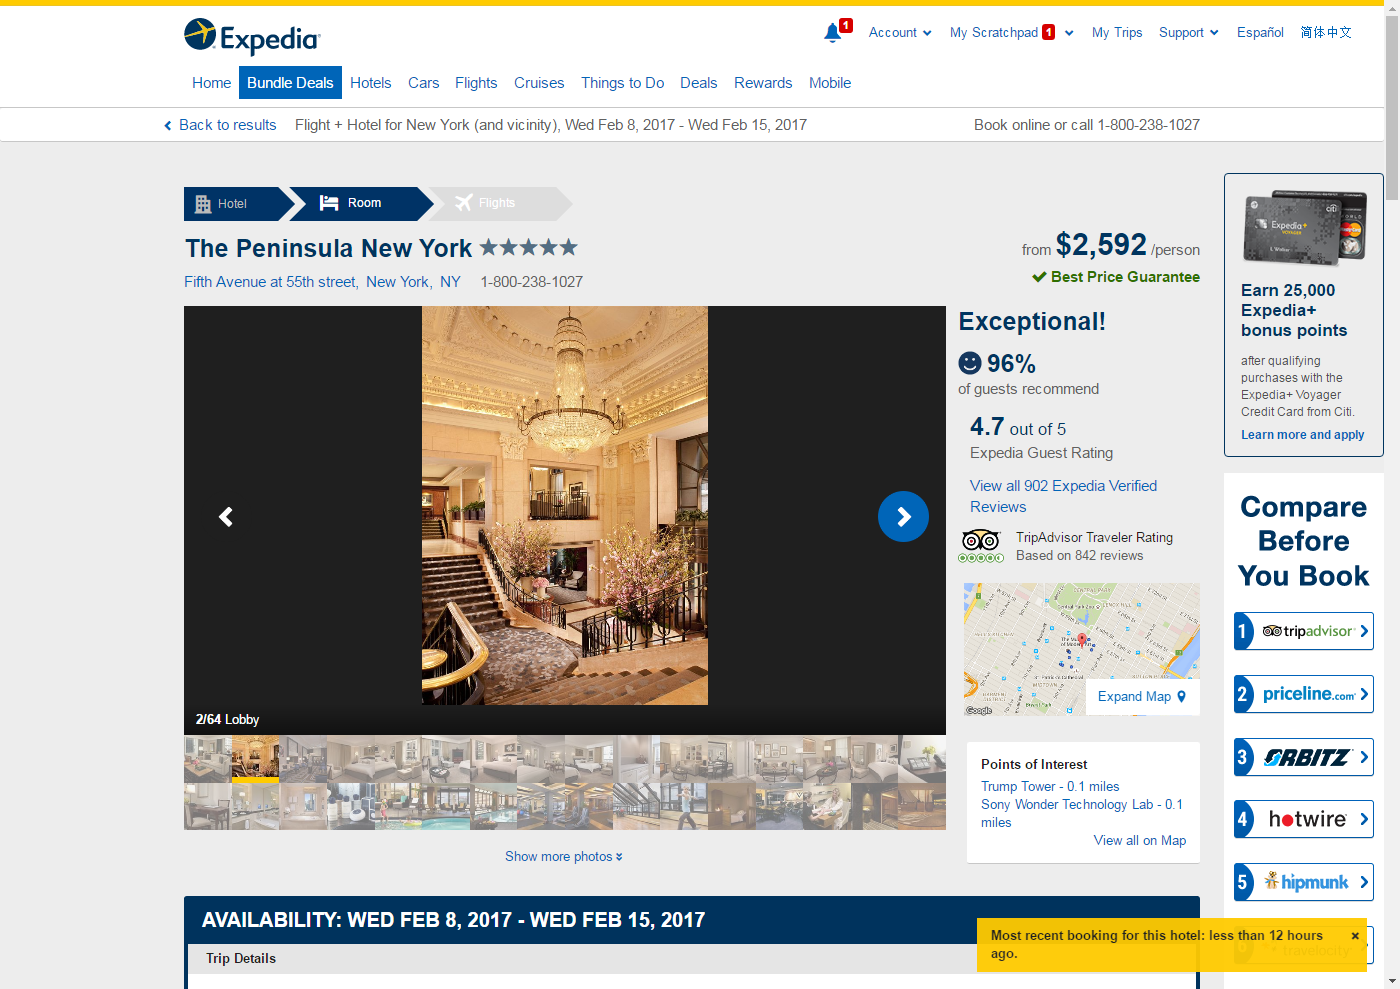 Expedia
1
Account
My Scratchpad 1
My Trips
Support
Español
简体中文
Home
Bundle Deals
Hotels
Cars
Flights
Cruises
Things to Do
Deals
Rewards
Mobile
Back to results
Flight + Hotel for New York (and vicinity), Wed Feb 8, 2017 - Wed Feb 15, 2017
Book online or call 1-800-238-1027
Hotel
Room
Flights
The Peninsula New York
from $2,592 /person
Fifth Avenue at 55th street, New York, NY 1-800-238-1027
Best Price Guarantee
2/64 Lobby
Show more photos
Exceptional!
96%
of guests recommend
4.7 out of 5
Expedia Guest Rating
View all 902 Expedia Verified
Reviews
TripAdvisor Traveler Rating
Based on 842 reviews
Google
Expand Map
Points of Interest
Trump Tower - 0.1 miles
Sony Wonder Technology Lab - 0.1
miles
View all on Map
citi
Expedia+
VOYAGER
Earn 25,000
Expedia+
bonus points
after qualifying
purchases with the
Expedia+ Voyager
Credit Card from Citi.
Learn more and apply
Compare
Before
You Book
1 tripadvisor
2 priceline.com
3 ORBITZ
4 hotwire
5 hipmunk
travelocity
AVAILABILITY: WED FEB 8, 2017 - WED FEB 15, 2017
Trip Details
Most recent booking for this hotel: less than 12 hours
ago.